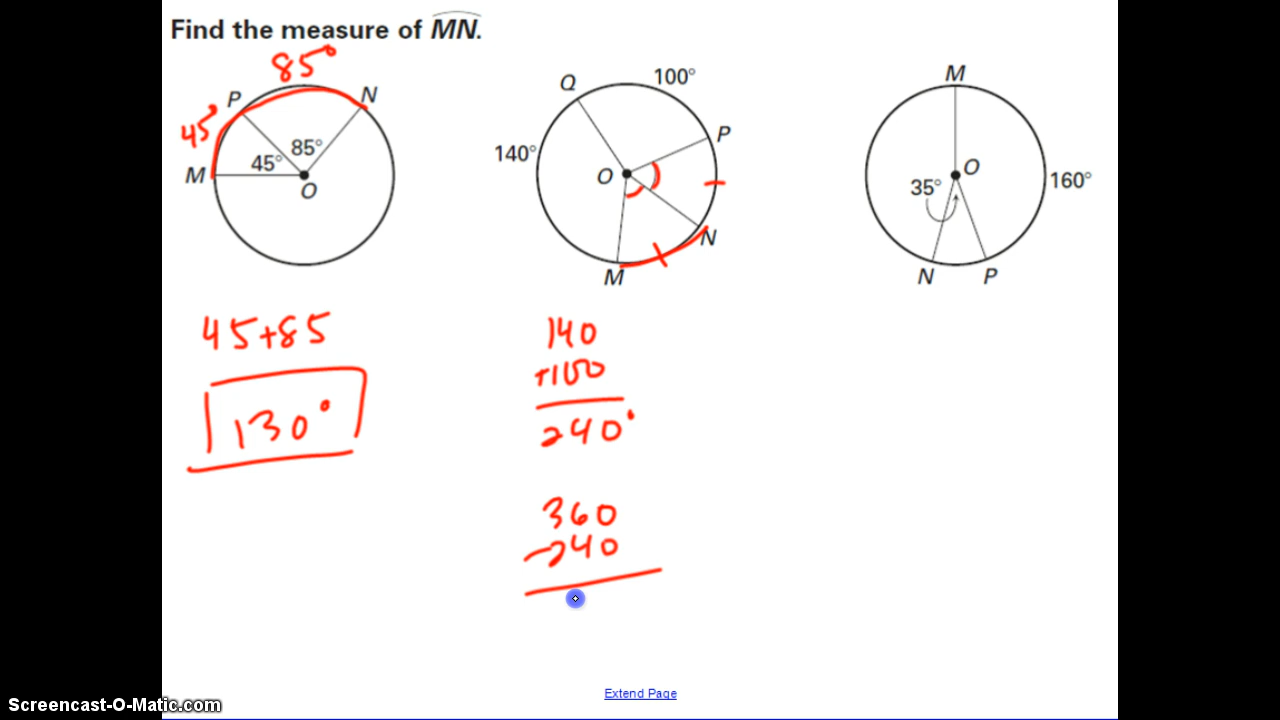 Find the measure of MN.
85°
45°
P
N
M
45°
85°
O
Q
100°
P
140°
O
N
M
M
O
35°
160°
N
P
45+85
130°
140
+100
240°
360
-240
Extend Page
Screencast-O-Matic.com